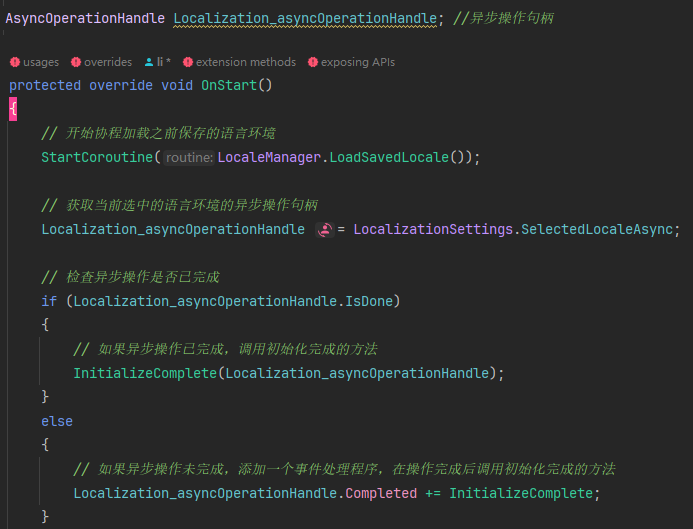 AsyncOperationHandle Localization_asyncOperationHandle; //异步操作句柄
usages overrides li * extension methods exposing APIs
protected override void OnStart()
{
// 开始协程加载之前保存的语言环境
StartCoroutine(routine: LocaleManager.LoadSavedLocale());
// 获取当前选中的语言环境的异步操作句柄
Localization_asyncOperationHandle = LocalizationSettings.SelectedLocaleAsync;
// 检查异步操作是否已完成
if (Localization_asyncOperationHandle.IsDone)
{
// 如果异步操作已完成，调用初始化完成的方法
InitializeComplete(Localization_asyncOperationHandle);
}
else
{
// 如果异步操作未完成，添加一个事件处理程序，在操作完成后调用初始化完成的方法
Localization_asyncOperationHandle.Completed += InitializeComplete;
}